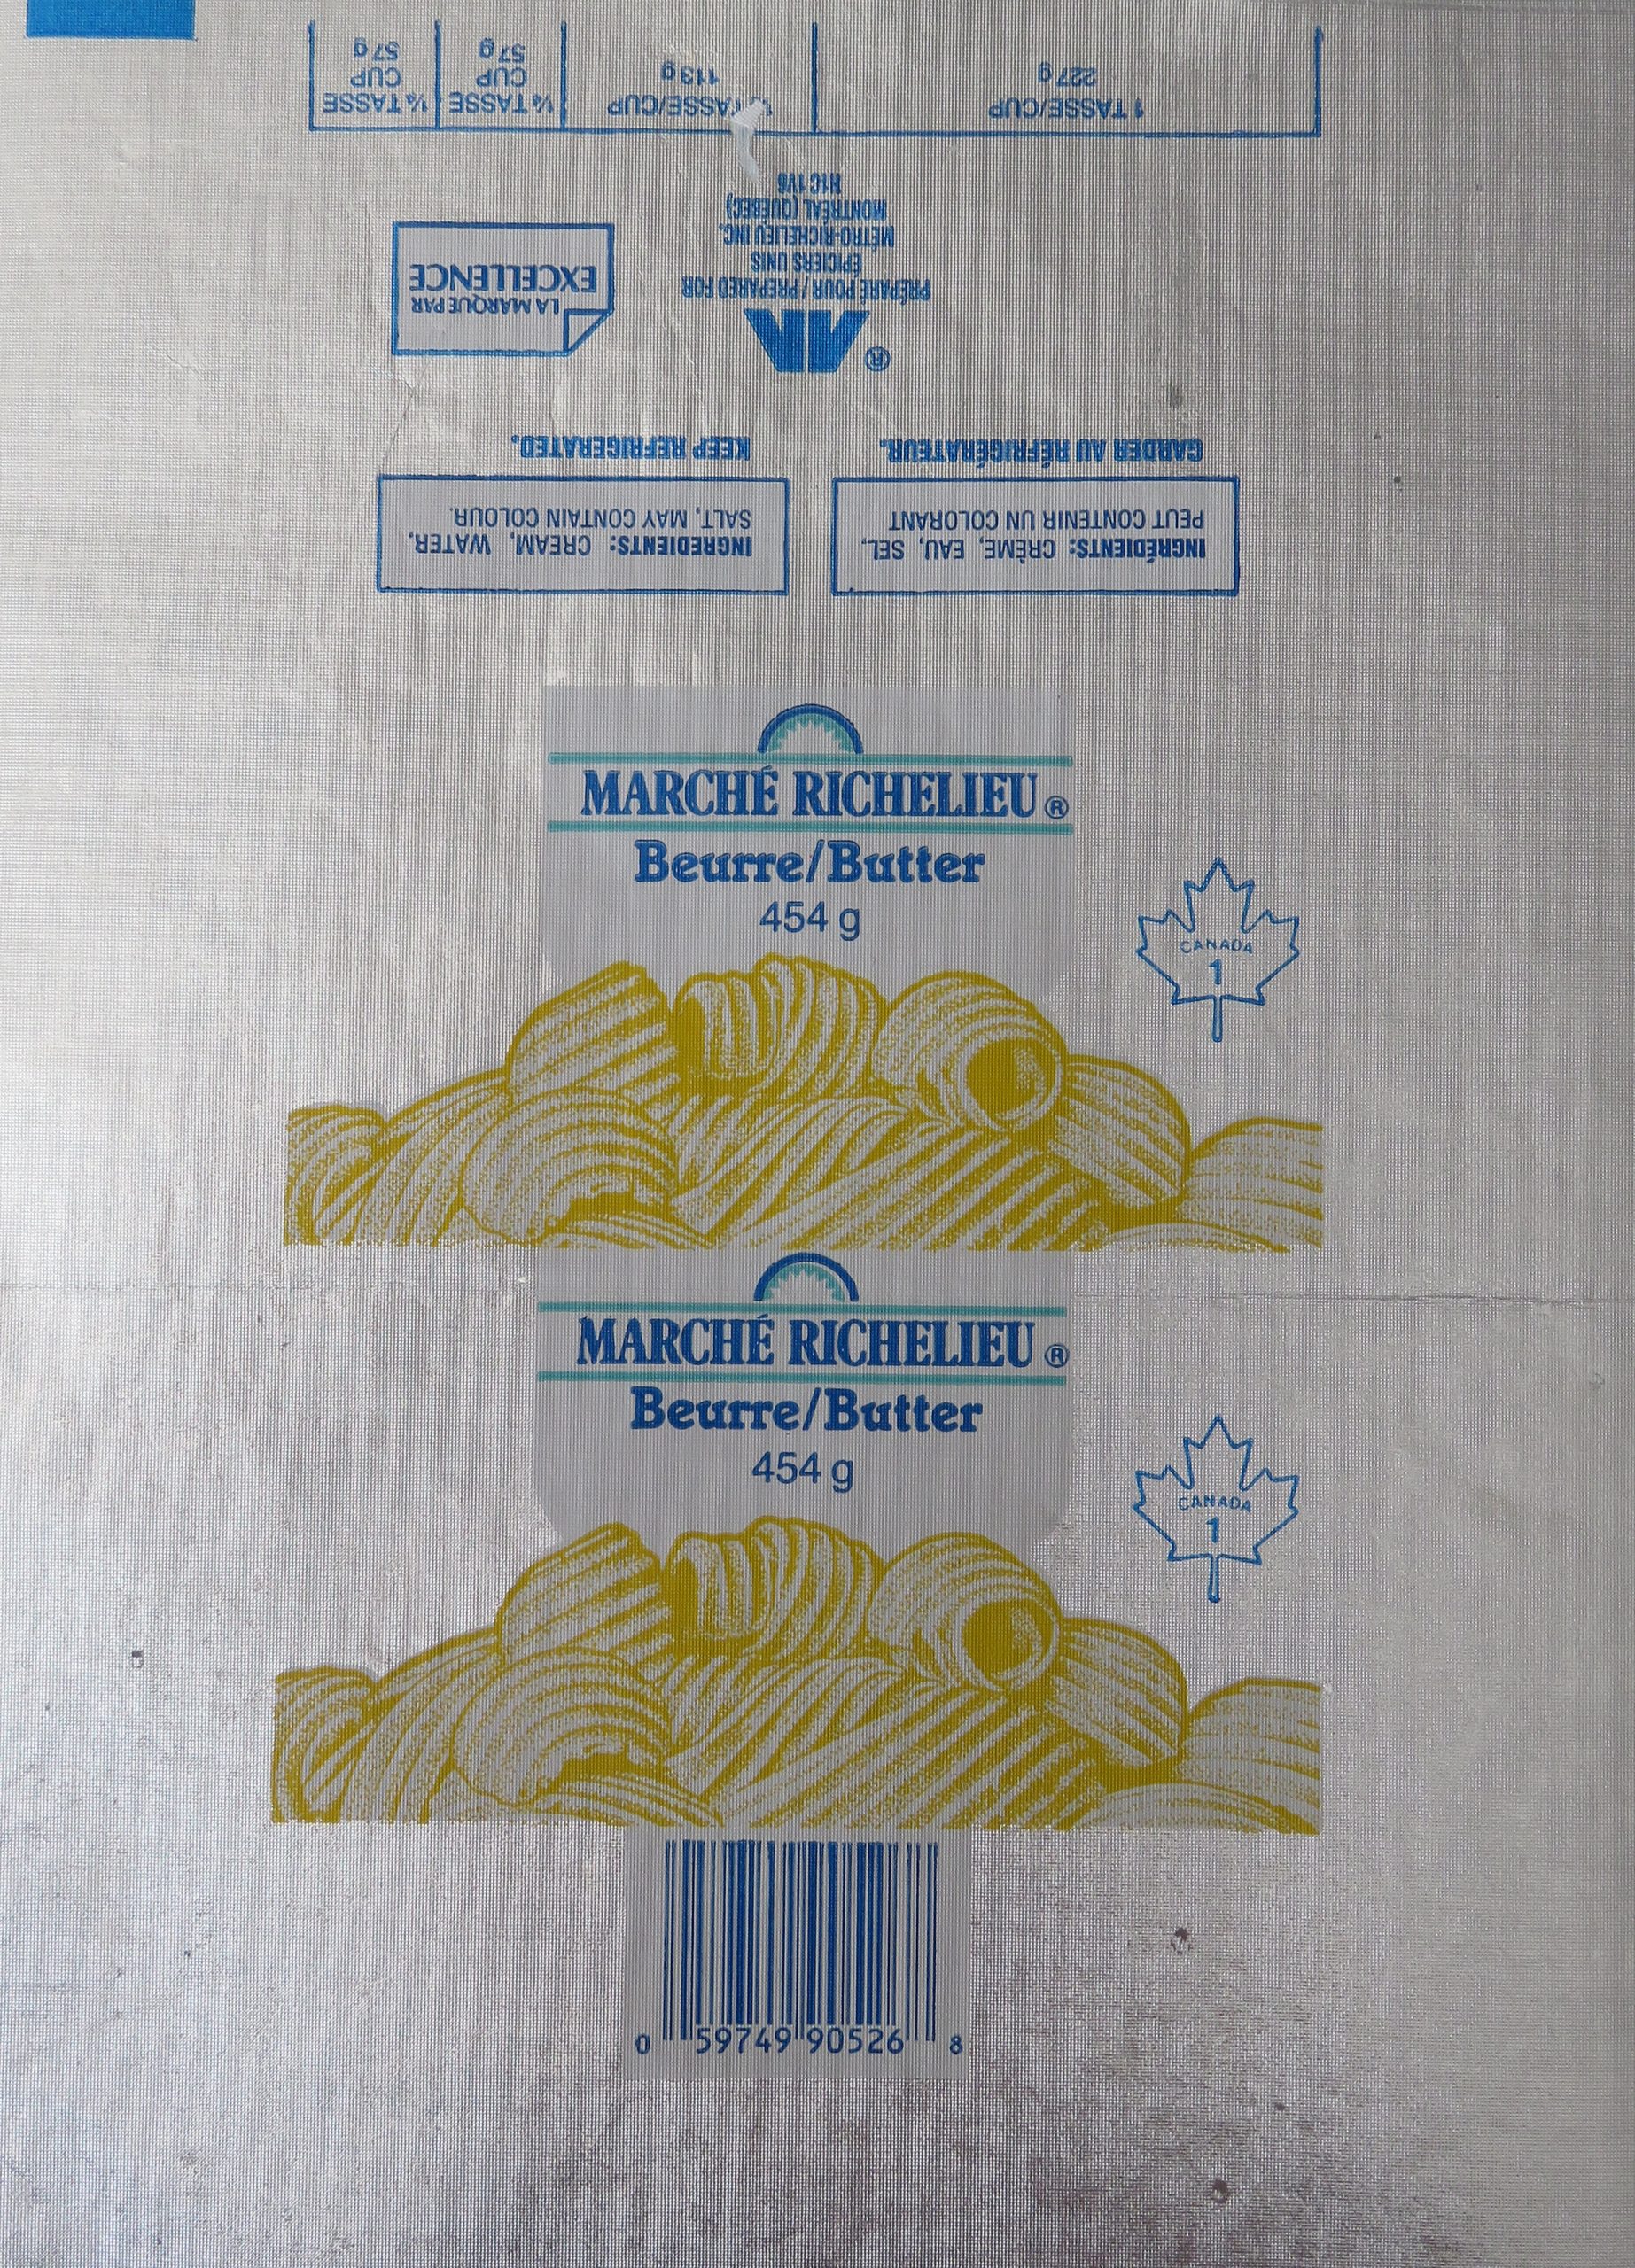 MARCHÉ RICHELIEU ®
Beurre/Butter
454 g
CANADA
1
MARCHÉ RICHELIEU ®
Beurre/Butter
454 g
CANADA
1
0 59749 90526 8
INGRÉDIENTS: CRÈME, EAU, SEL,
PEUT CONTENIR UN COLORANT
GARDER AU RÉFRIGÉRATEUR.
INGREDIENTS: CREAM, WATER,
SALT, MAY CONTAIN COLOUR.
KEEP REFRIGERATED.
®
PRÉPARÉ POUR / PREPARED FOR
ÉPICIERS UNIS
MÉTRO-RICHELIEU INC.
MONTRÉAL (QUÉBEC)
H1C 1V6
LA MARQUE PAR
EXCELLENCE
1 TASSE/CUP
227 g
TASSE/CUP
113 g
¼ TASSE
CUP
57 g
¼ TASSE
CUP
57 g